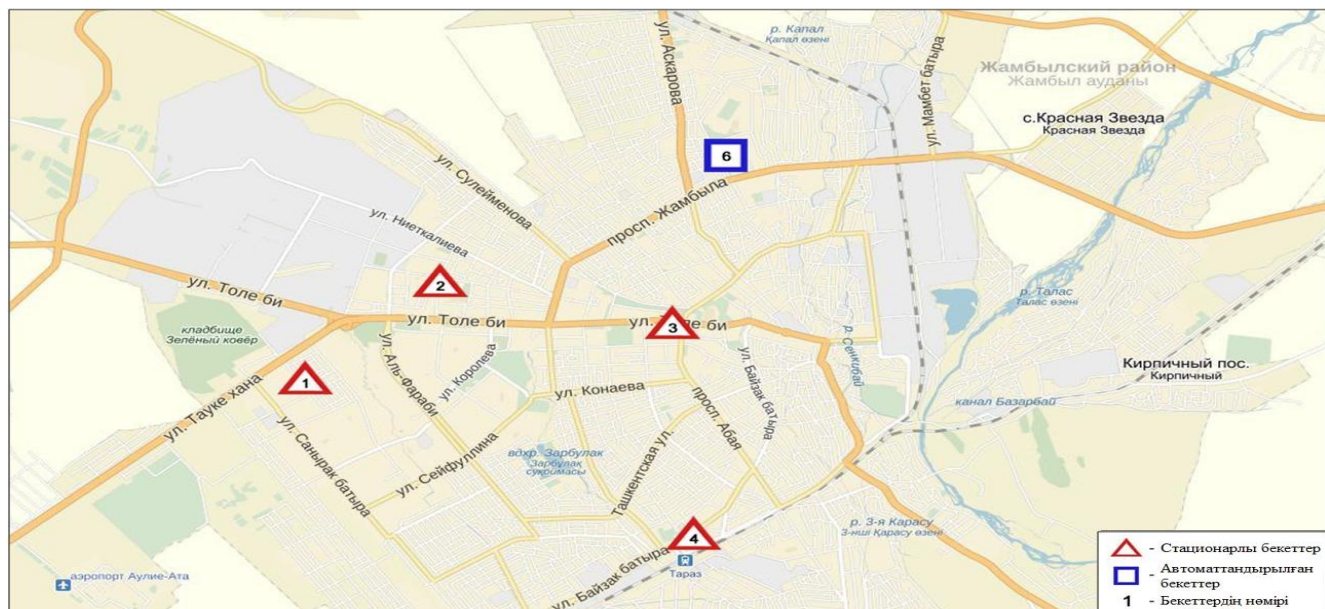 ул. Аскарова
р. Капал
Қапал өзені
ул. Мамбет батыра
Жамбылский район
Жамбыл ауданы
с.Красная Звезда
Красная Звезда
6
ул. Сулейменова
ул. Ниеткалиева
просп. Жамбыла
2
ул. Толе би
ул. Толе би
ул. Толе би
3
р. Талас
Талас өзені
кладбище
Зелёный ковёр
1
ул. Тауке хана
ул. Аль-Фараби
ул. Королева
ул. Конаева
ул. Байзак батыра
р. Сенкибай
Кирпичный пос.
Кирпичный
канал Базарбай
просп. Абая
ул. Санырак батыра
ул. Сейфуллина
вдхр. Зарбулак
Зарбулақ
суқоймасы
Ташкентская ул.
4
ул. Байзак батыра
Тараз
р. 3-я Карасу
3-нші Қарасу өзені
аэропорт Аулие-Ата
- Стационарлы бекеттер
- Автоматтандырылған
бекеттер
1 - Бекеттердің нөмірі